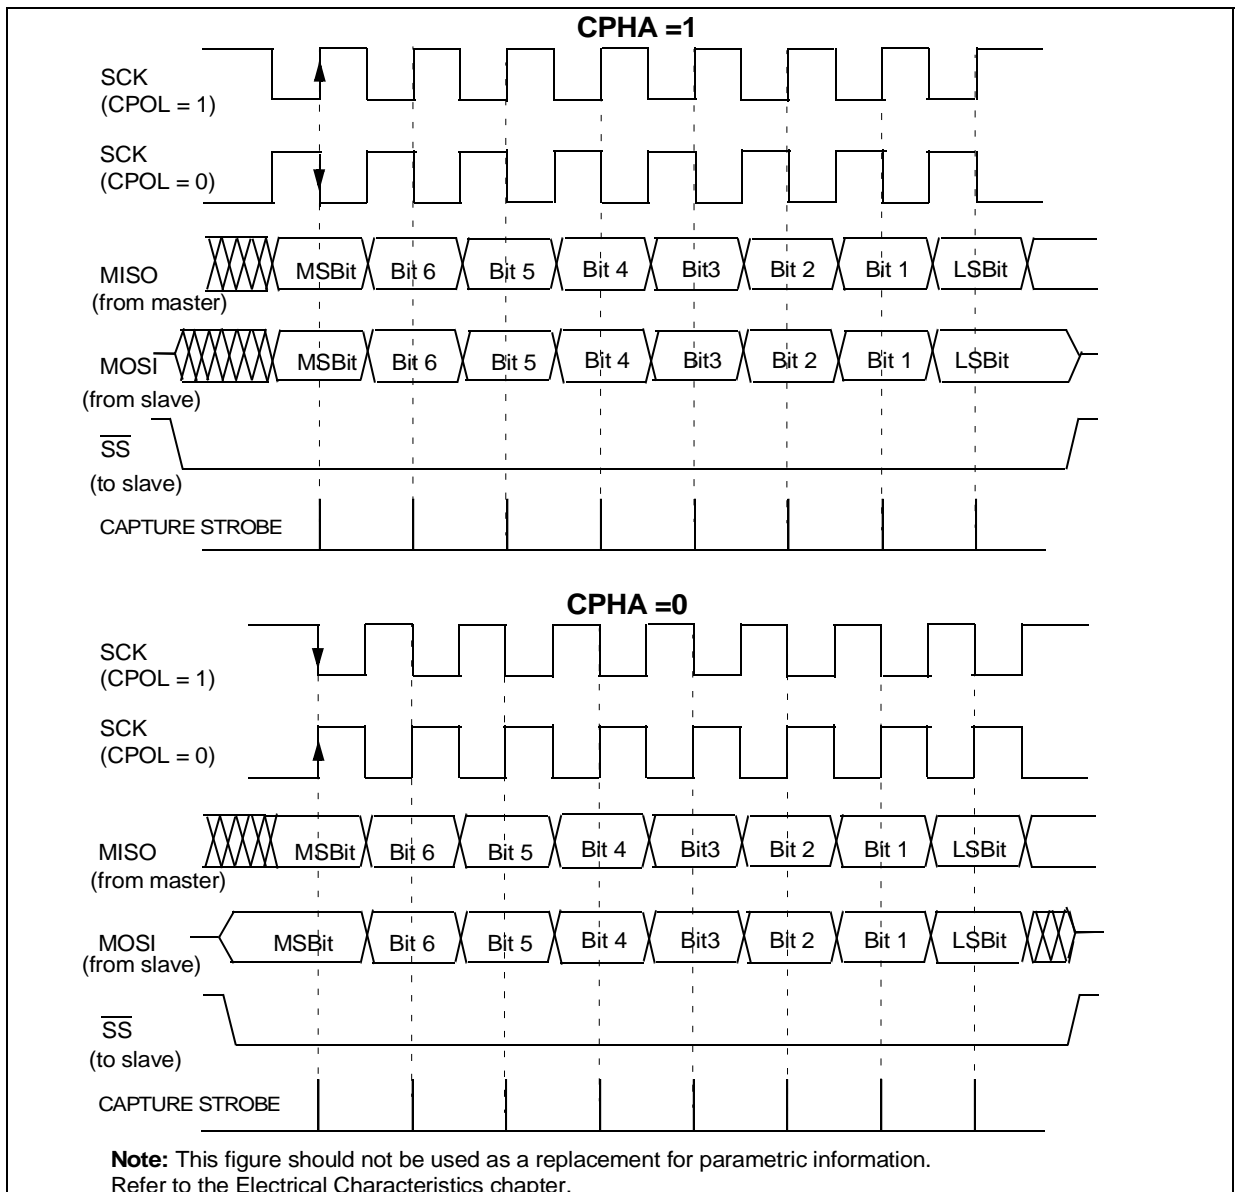 CPHA =1
SCK
(CPOL = 1)
SCK
(CPOL = 0)
MISO
(from master)
MSBit Bit 6 Bit 5 Bit 4 Bit3 Bit 2 Bit 1 LSBit
MOSI
(from slave)
MSBit Bit 6 Bit 5 Bit 4 Bit3 Bit 2 Bit 1 LSBit
SS
(to slave)
CAPTURE STROBE
CPHA =0
SCK
(CPOL = 1)
SCK
(CPOL = 0)
MISO
(from master)
MSBit Bit 6 Bit 5 Bit 4 Bit3 Bit 2 Bit 1 LSBit
MOSI
(from slave)
MSBit Bit 6 Bit 5 Bit 4 Bit3 Bit 2 Bit 1 LSBit
SS
(to slave)
CAPTURE STROBE
Note: This figure should not be used as a replacement for parametric information.
Refer to the Electrical Characteristics chapter.